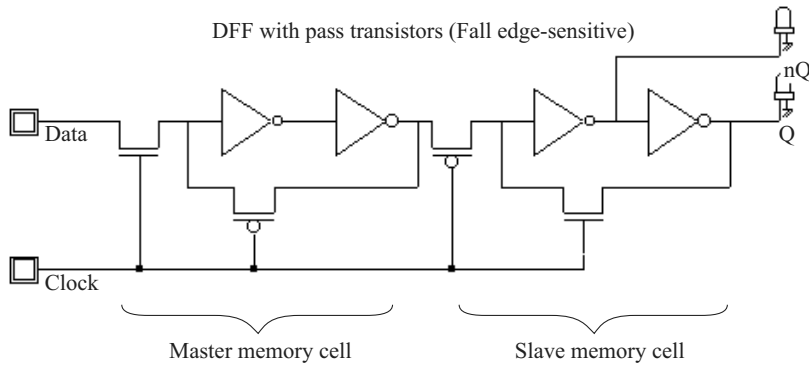 DFF with pass transistors (Fall edge-sensitive)
nQ
Data
Q
Clock
Master memory cell
Slave memory cell